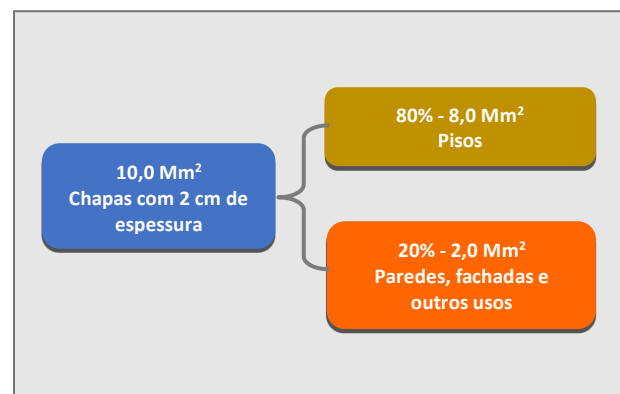 10,0 Mm²
Chapas com 2 cm de
espessura
80% - 8,0 Mm²
Pisos
20% - 2,0 Mm²
Paredes, fachadas e
outros usos